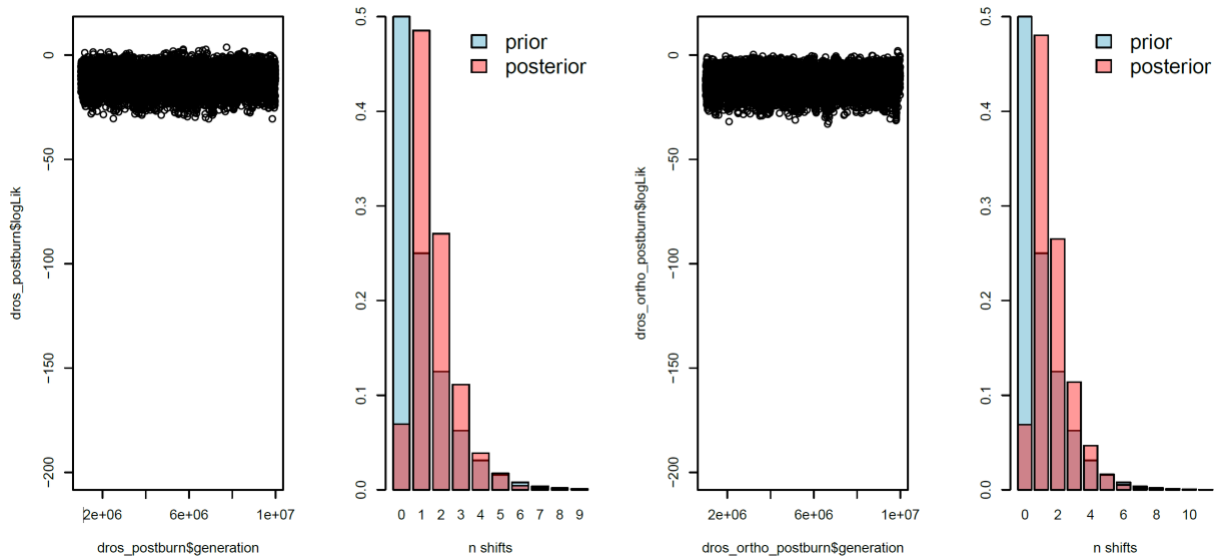 dros_postburn$logLik
0
−50
−100
−150
−200
2e+06 6e+06 1e+07
dros_postburn$generation
0.5
0.4
0.3
0.2
0.1
0.0
prior
posterior
0 1 2 3 4 5 6 7 8 9
n shifts
dros_ortho_postburn$logLik
0
−50
−100
−150
−200
2e+06 6e+06 1e+07
dros_ortho_postburn$generation
0.5
0.4
0.3
0.2
0.1
0.0
prior
posterior
0 2 4 6 8 10
n shifts